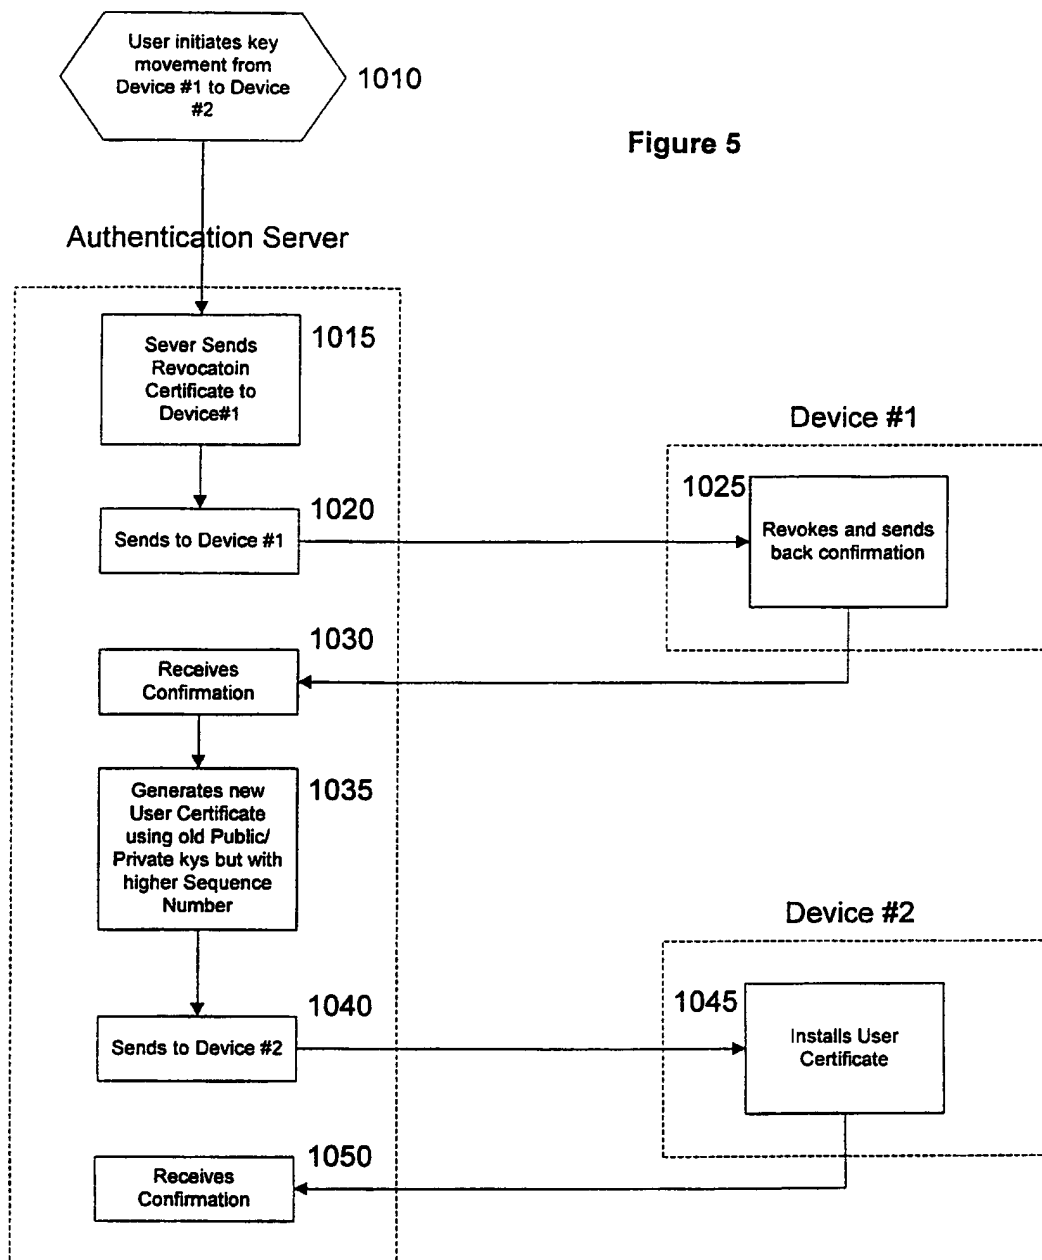 User initiates key
movement from
Device #1 to Device
#2
1010
Figure 5
Authentication Server
Sever Sends
Revocatoin
Certificate to
Device#1
1015
Device #1
1020
Sends to Device #1
1025
Revokes and sends
back confirmation
1030
Receives
Confirmation
Generates new
User Certificate
using old Public/
Private kys but with
higher Sequence
Number
1035
Device #2
1040
Sends to Device #2
1045
Installs User
Certificate
1050
Receives
Confirmation